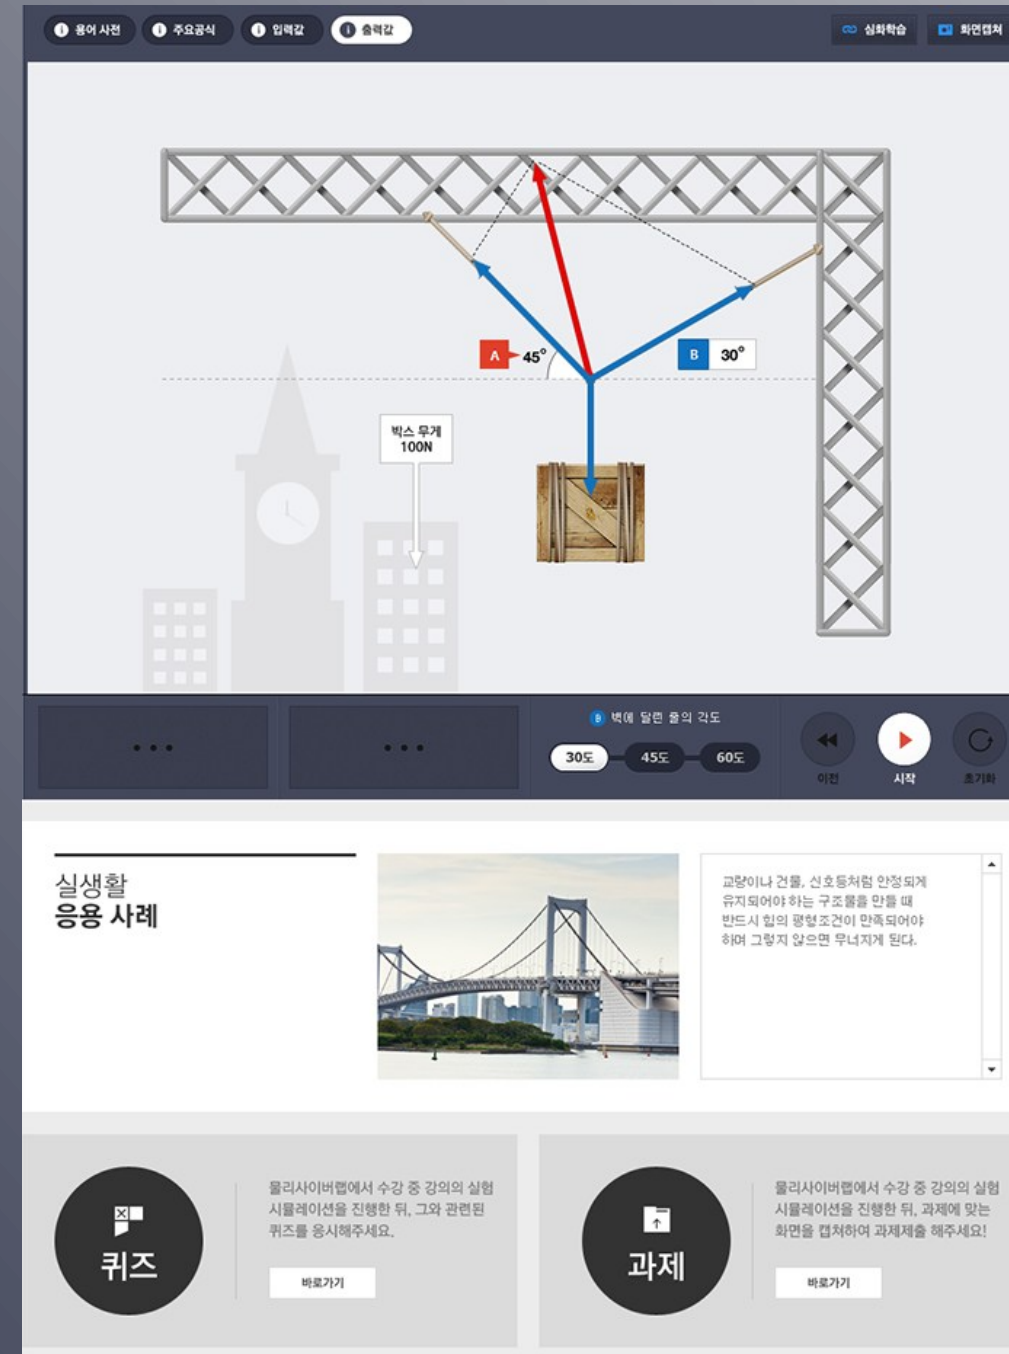 용어 사전
주요공식
입력값
출력값
심화학습
화면캡쳐
A 45°
B 30°
박스 무게
100N
B 벽에 달린 줄의 각도
30도
45도
60도
이전
시작
초기화
실생활
응용 사례
교량이나 건물, 신호등처럼 안정되게
유지되어야 하는 구조물을 만들 때
반드시 힘의 평형조건이 만족되어야
하며 그렇지 않으면 무너지게 된다.
퀴즈
물리사이버랩에서 수강 중 강의의 실험
시뮬레이션을 진행한 뒤, 그와 관련된
퀴즈를 응시해주세요.
바로가기
과제
물리사이버랩에서 수강 중 강의의 실험
시뮬레이션을 진행한 뒤, 과제에 맞는
화면을 캡쳐하여 과제제출 해주세요!
바로가기